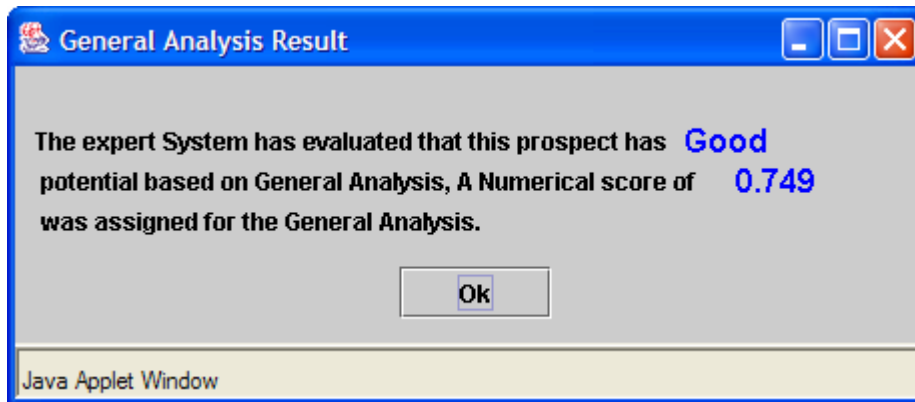 General Analysis Result
The expert System has evaluated that this prospect has Good
potential based on General Analysis, A Numerical score of 0.749
was assigned for the General Analysis.
Ok
Java Applet Window